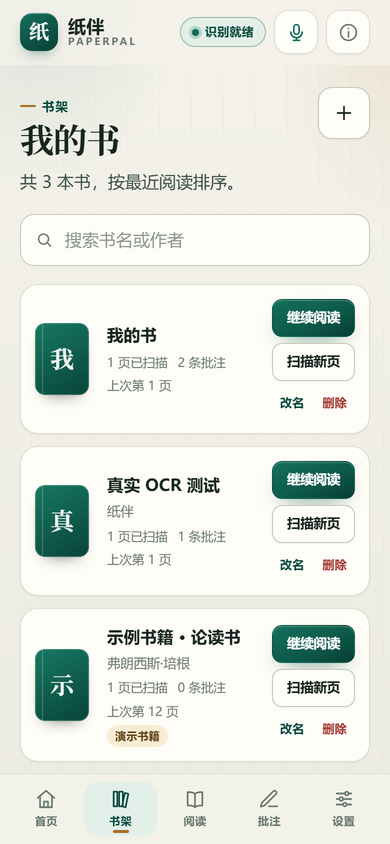 纸 纸伴
PAPERPAL
识别就绪
书架
我的书
共 3 本书，按最近阅读排序。
搜索书名或作者
我
我的书
1 页已扫描 2 条批注
上次第 1 页
继续阅读
扫描新页
改名 删除
真
真实 OCR 测试
纸伴
1 页已扫描 1 条批注
上次第 1 页
继续阅读
扫描新页
改名 删除
示
示例书籍·论读书
弗朗西斯·培根
1 页已扫描 0 条批注
上次第 12 页
演示书籍
继续阅读
扫描新页
改名 删除
首页 书架 阅读 批注 设置